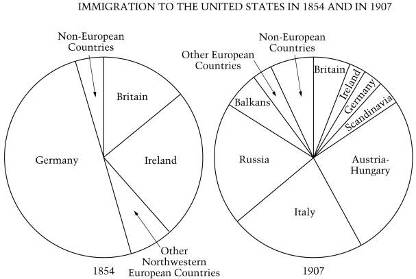 IMMIGRATION TO THE UNITED STATES IN 1854 AND IN 1907
Non-European
Countries
Britain
Germany
Ireland
Other
Northwestern
European Countries
1854
Non-European
Countries
Other European
Countries
Britain
Ireland
Germany
Scandinavia
Balkans
Russia
Austria-
Hungary
Italy
1907